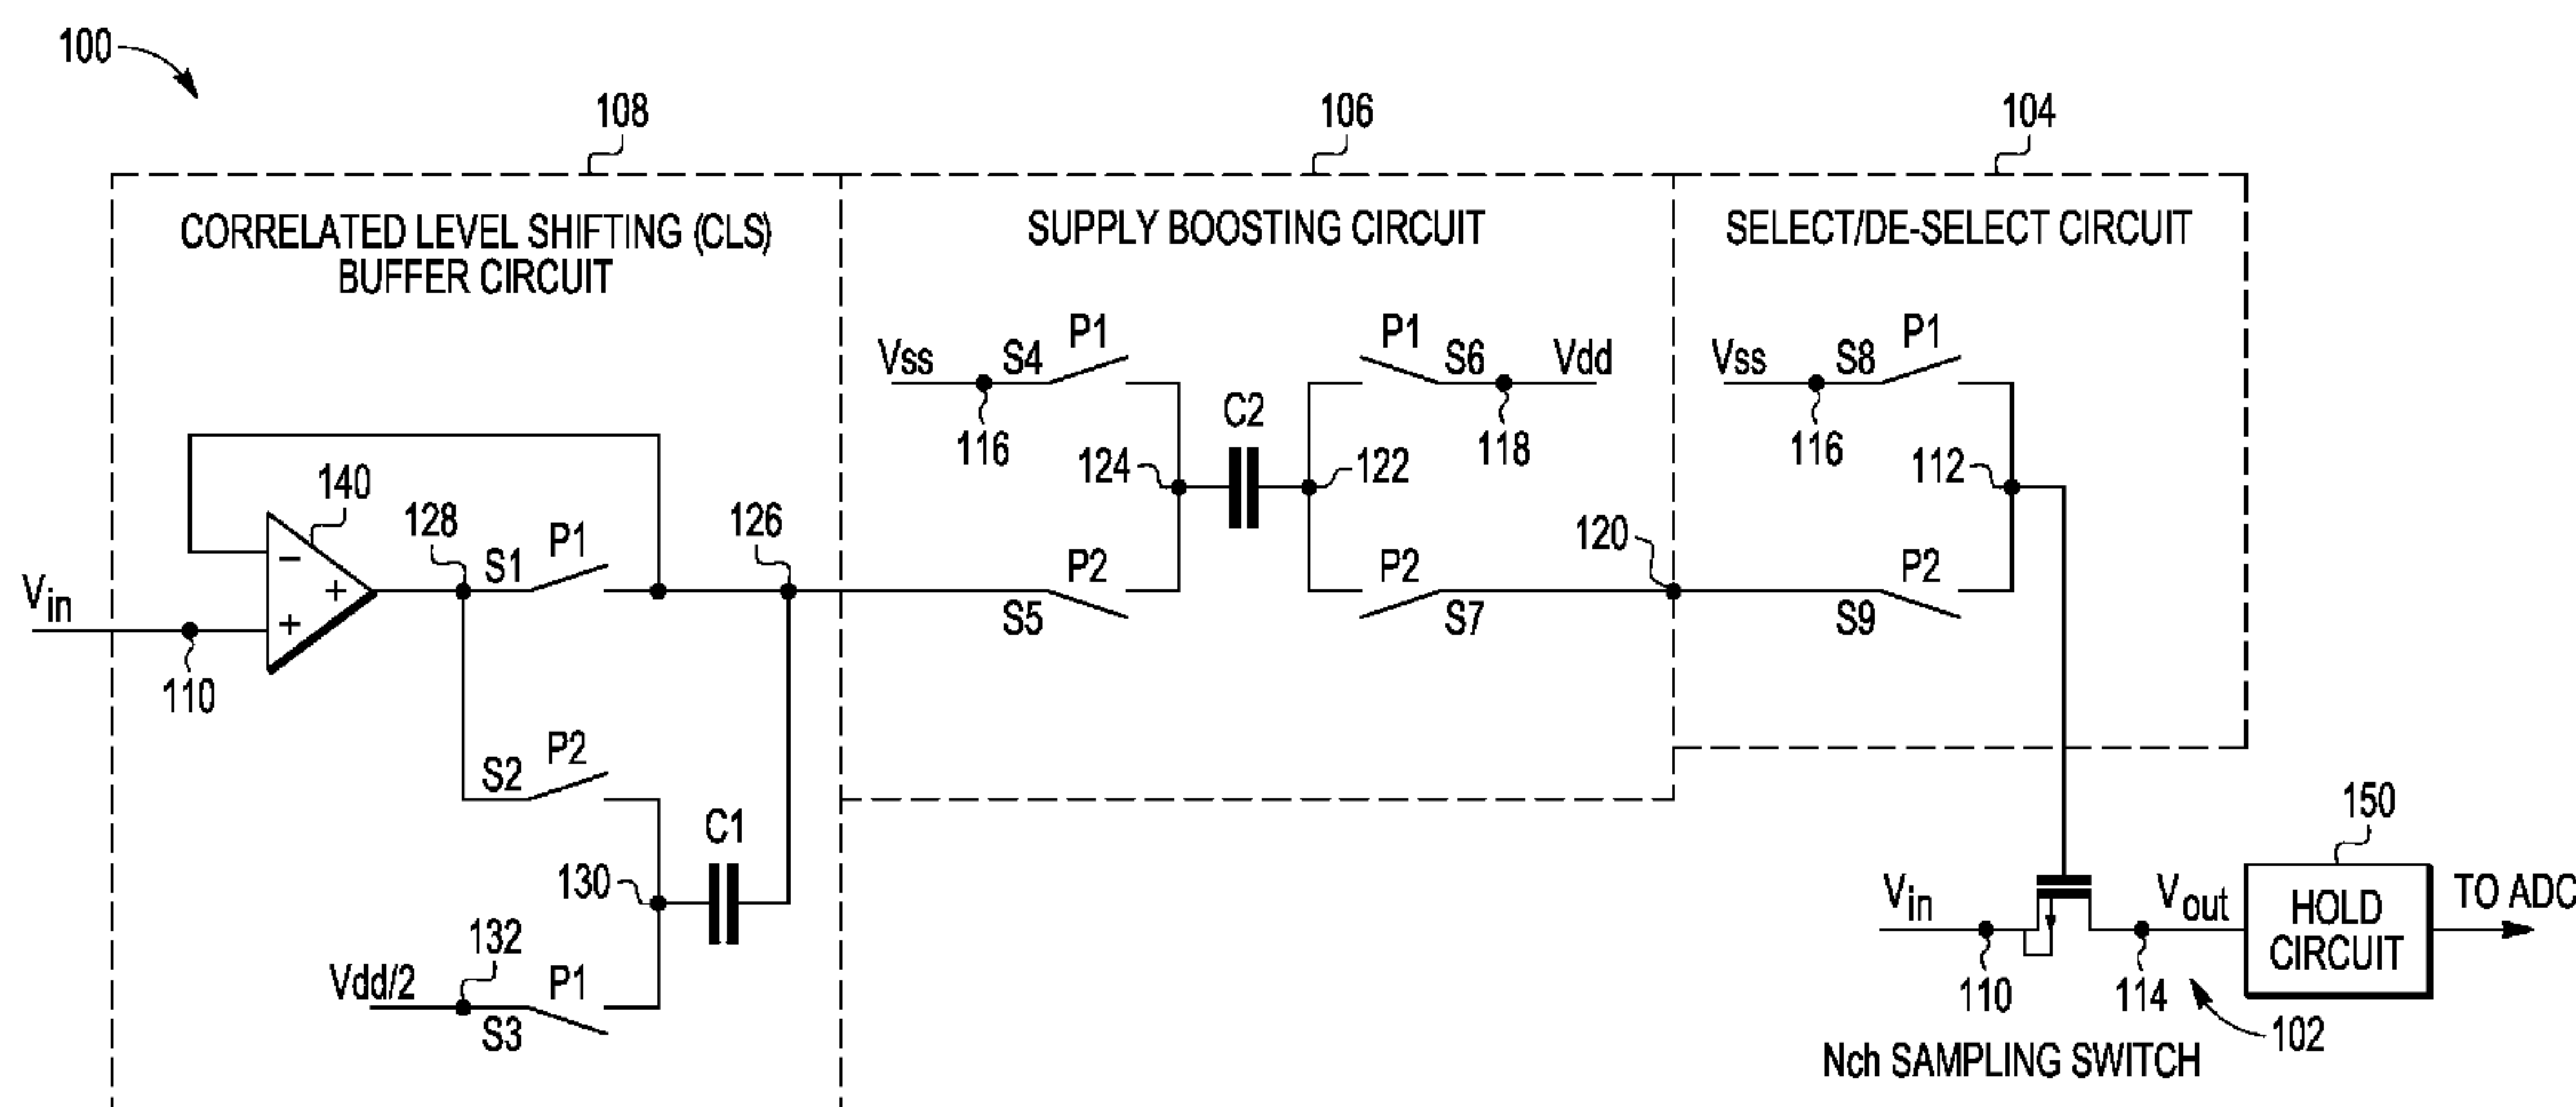 100
108
106
104
CORRELATED LEVEL SHIFTING (CLS)
BUFFER CIRCUIT
SUPPLY BOOSTING CIRCUIT
SELECT/DE-SELECT CIRCUIT
Vss
S4
P1
P1
S6
Vdd
Vss
S8
P1
116
C2
118
116
124
122
112
140
128
S1
P1
126
P2
S5
P2
S7
120
P2
S9
Vin
−
+
+
110
S2
P2
C1
130
132
Vdd/2
P1
S3
150
Vin
Vout
HOLD
CIRCUIT
TO ADC
110
114
102
Nch SAMPLING SWITCH